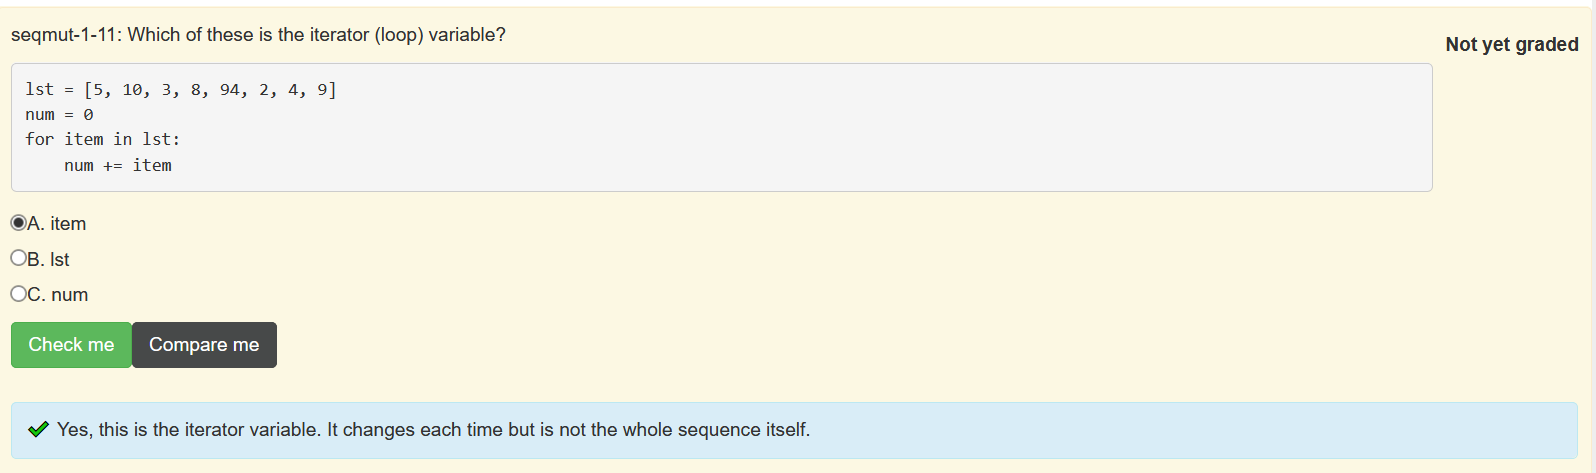 seqmut-1-11: Which of these is the iterator (loop) variable?
Not yet graded
lst = [5, 10, 3, 8, 94, 2, 4, 9]
num = 0
for item in lst:
    num += item
A. item
B. lst
C. num
Check me Compare me
Yes, this is the iterator variable. It changes each time but is not the whole sequence itself.